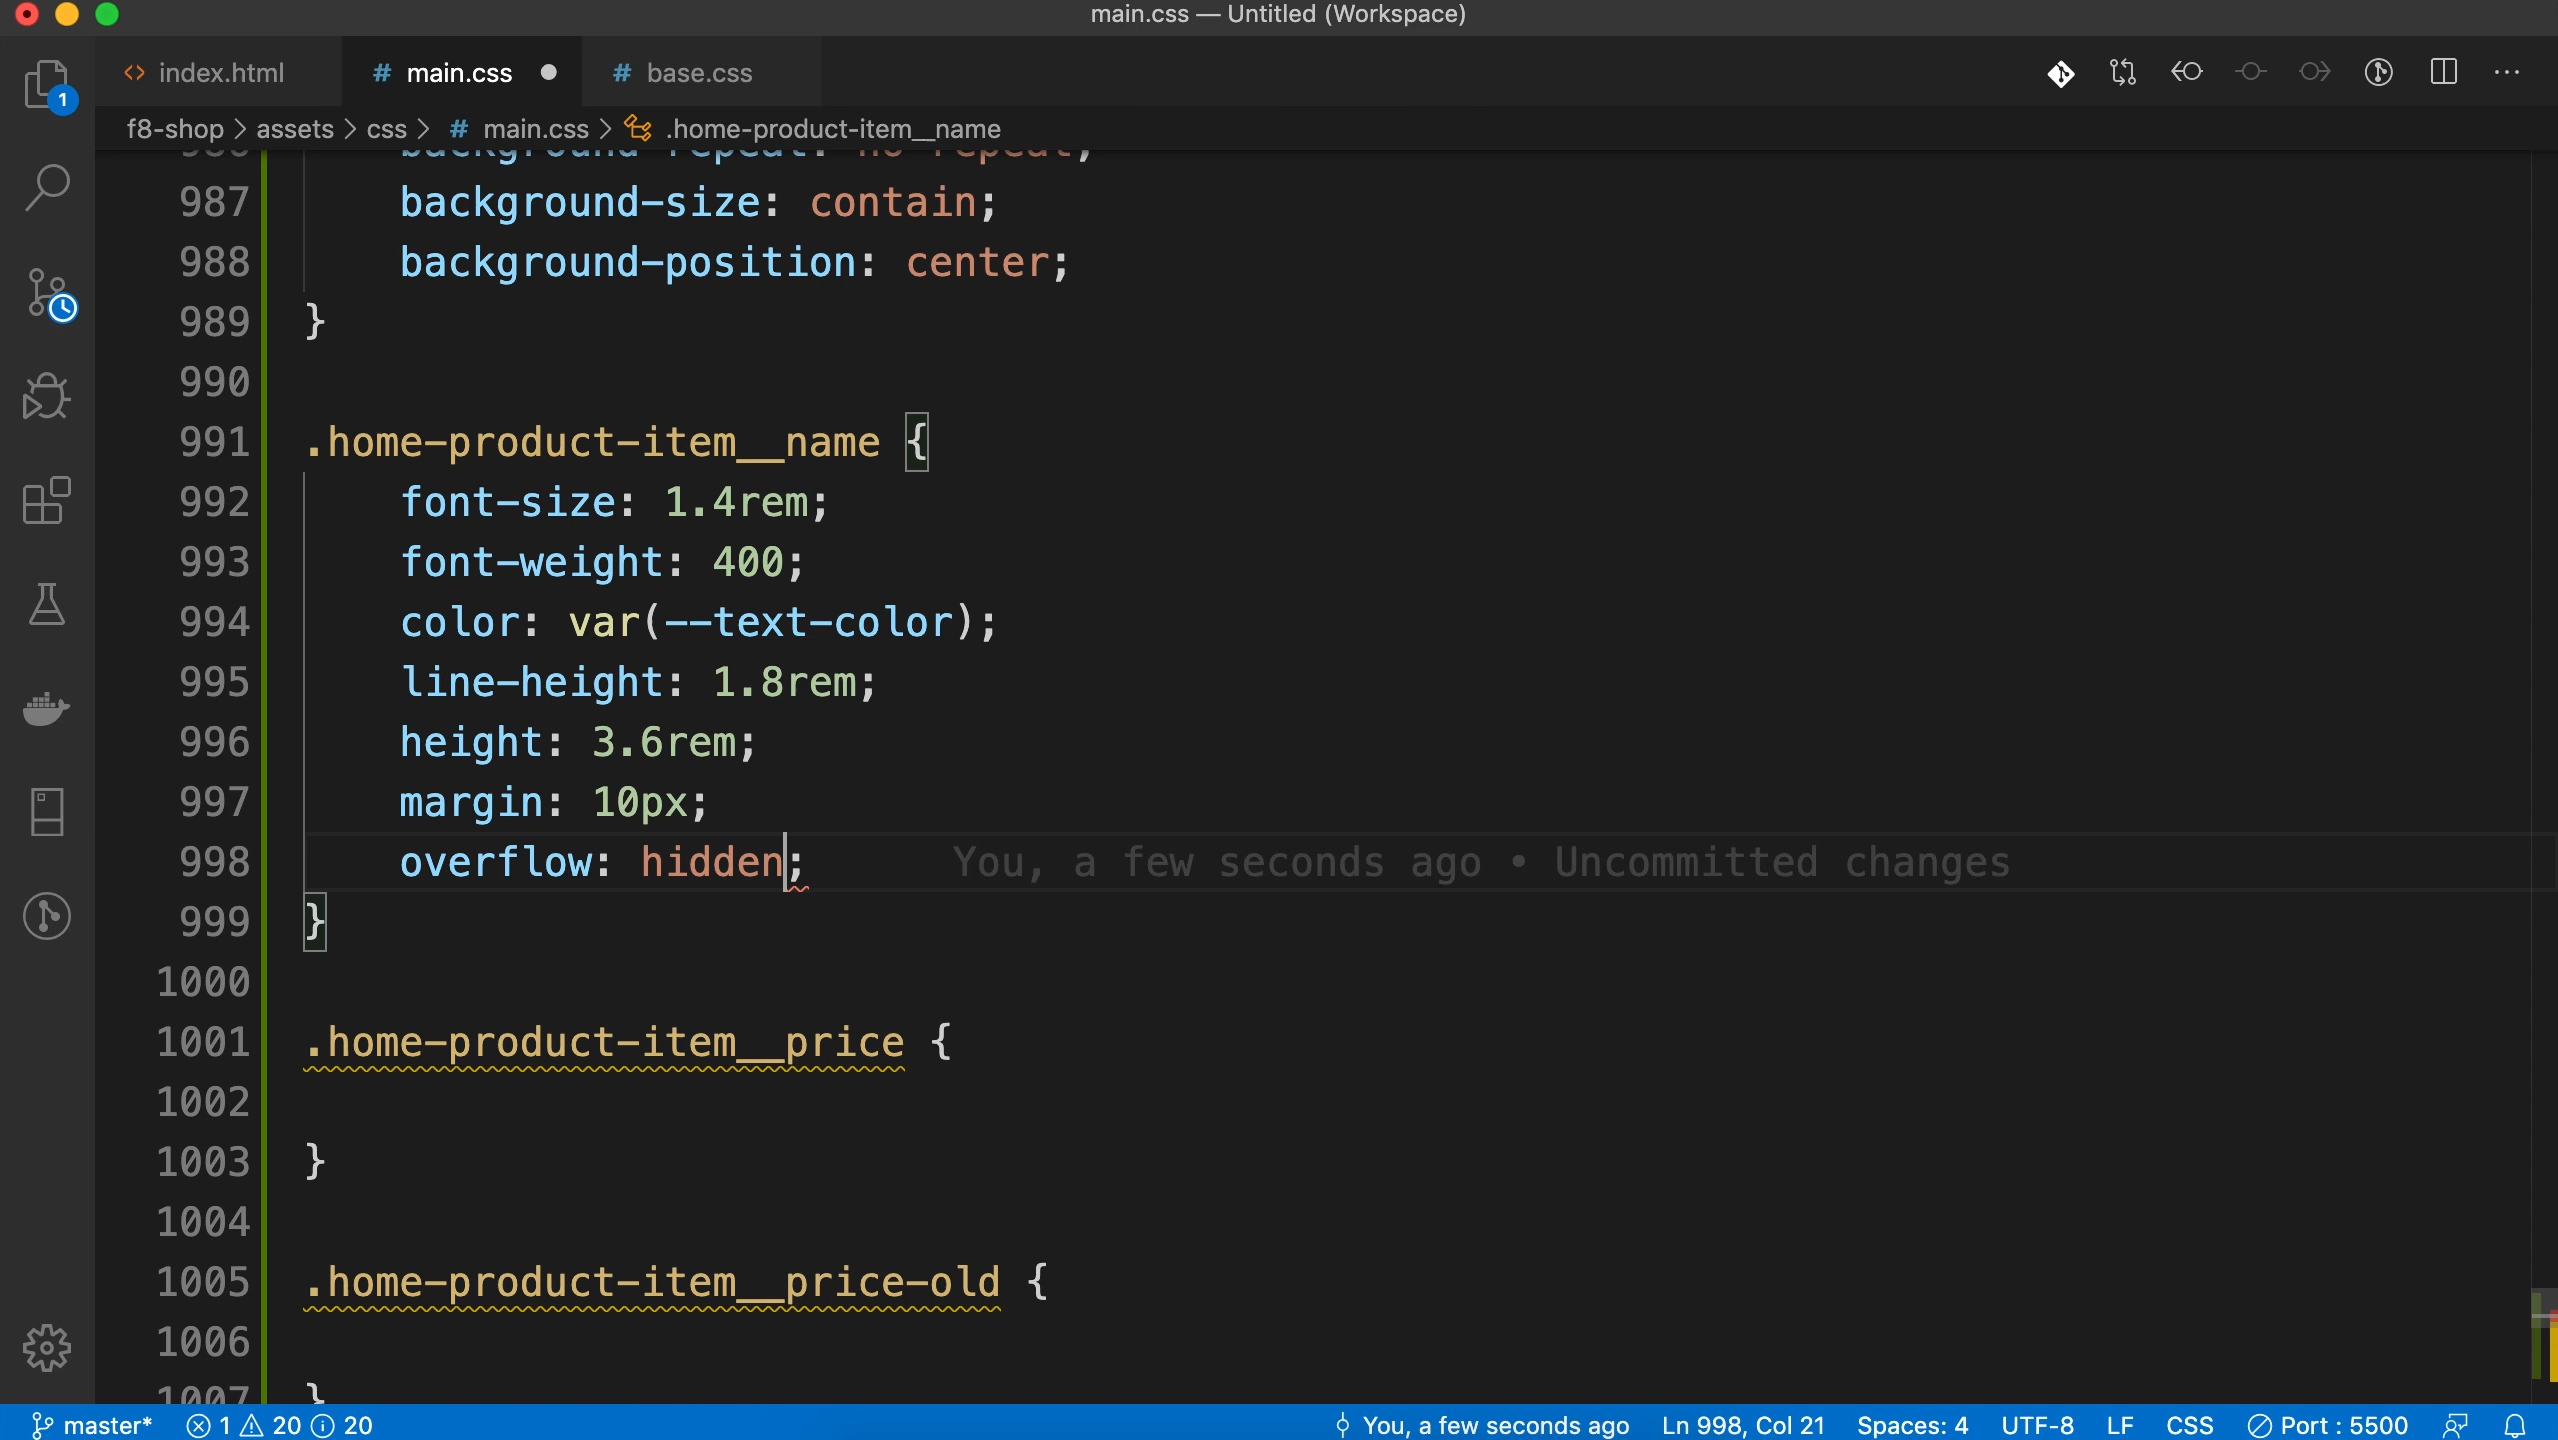 main.css — Untitled (Workspace)
index.html
main.css
base.css
f8-shop > assets > css > # main.css > .home-product-item__name
987 background-size: contain;
988 background-position: center;
989 }
990
991 .home-product-item__name {
992 font-size: 1.4rem;
993 font-weight: 400;
994 color: var(--text-color);
995 line-height: 1.8rem;
996 height: 3.6rem;
997 margin: 10px;
998 overflow: hidden; You, a few seconds ago • Uncommitted changes
999 }
1000
1001 .home-product-item__price {
1002
1003 }
1004
1005 .home-product-item__price-old {
1006
1007 }
1
master* 1 20 20 You, a few seconds ago Ln 998, Col 21 Spaces: 4 UTF-8 LF CSS Port : 5500